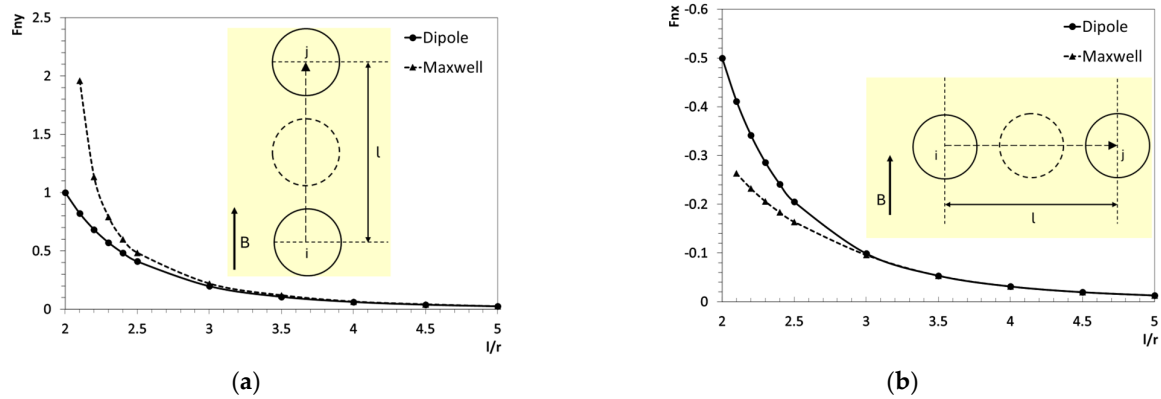 Fny
2.5
2
1.5
1
0.5
0
2 2.5 3 3.5 4 4.5 5
l/r
Dipole
Maxwell
j
l
B
i
(a)
Fnx
-0.6
-0.5
-0.4
-0.3
-0.2
-0.1
0
2 2.5 3 3.5 4 4.5 5
l/r
Dipole
Maxwell
i
j
B
l
(b)